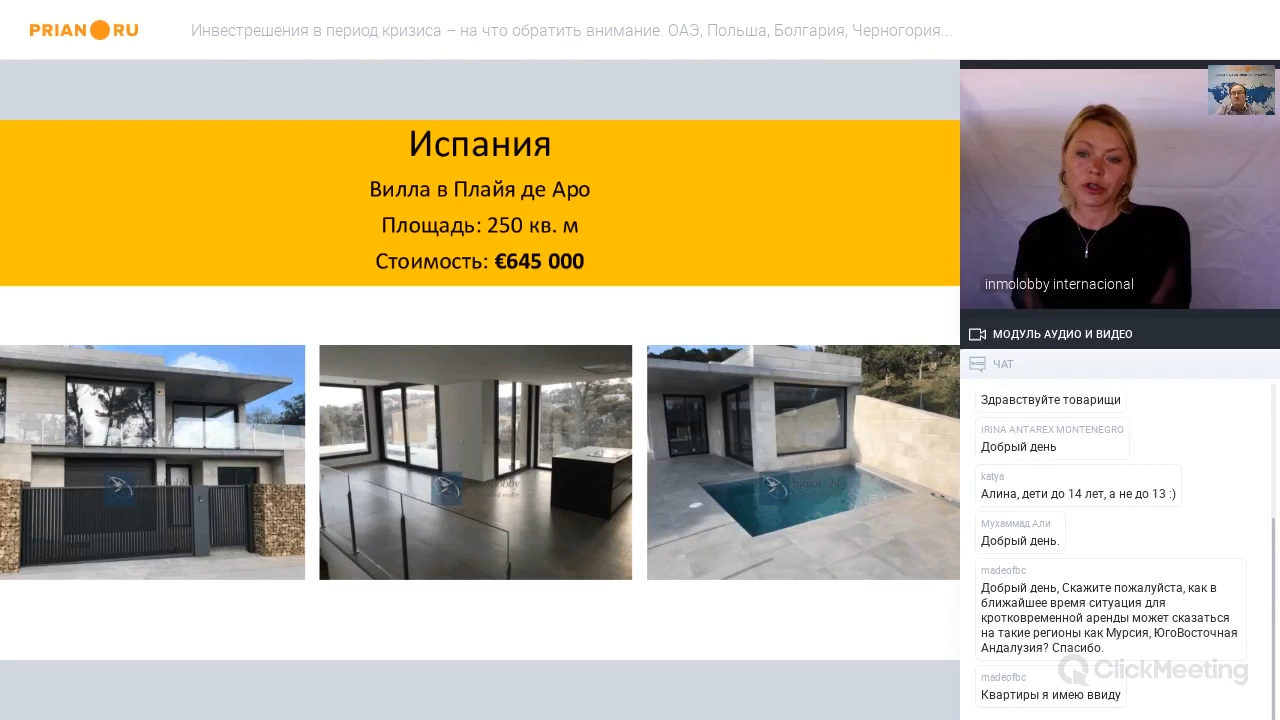 PRIAN RU
Инвестрешения в период кризиса – на что обратить внимание. ОАЭ, Польша, Болгария, Черногория...
Испания
Вилла в Плайя де Аро
Площадь: 250 кв. м
Стоимость: €645 000
inmolobby internacional
МОДУЛЬ АУДИО И ВИДЕО
ЧАТ
Здравствуйте товарищи
IRINA ANTAREX MONTENEGRO
Добрый день
katya
Алина, дети до 14 лет, а не до 13 :)
Мухаммад Али
Добрый день.
madeofbc
Добрый день, Скажите пожалуйста, как в
ближайшее время ситуация для
кротковременной аренды может сказаться
на такие регионы как Мурсия, ЮгоВосточная
Андалузия? Спасибо.
madeofbc
Квартиры я имею ввиду
ClickMeeting